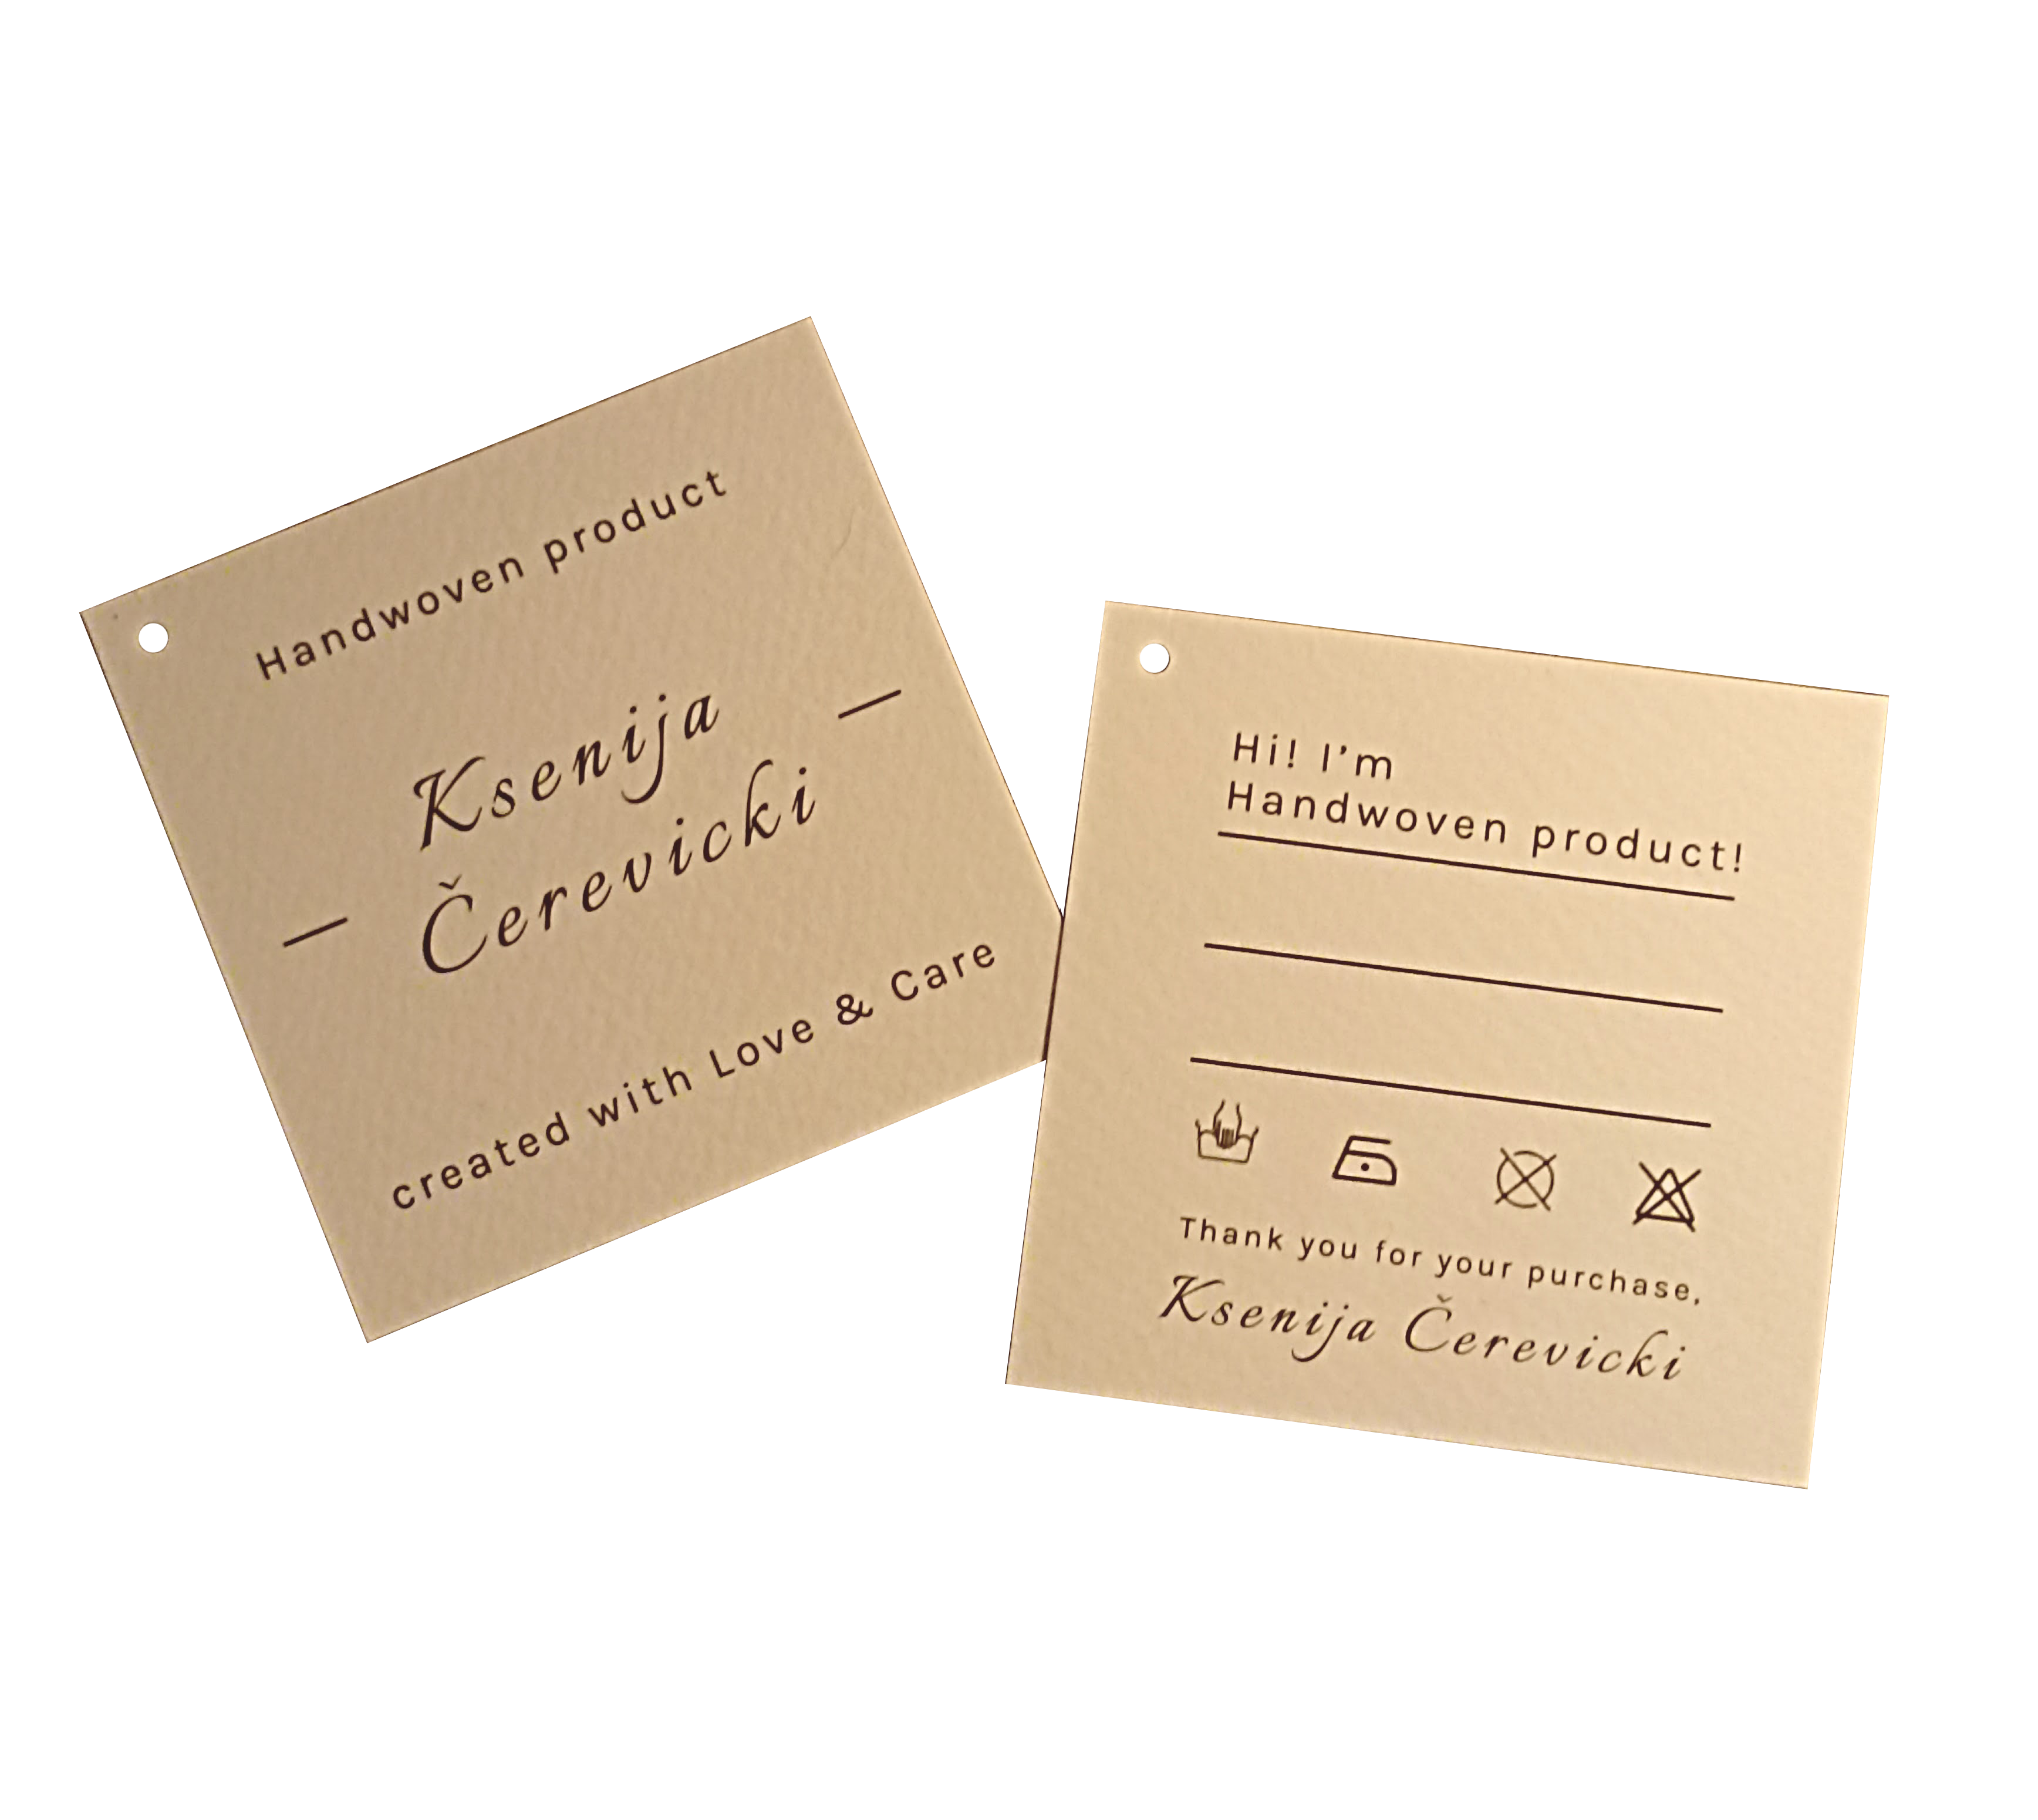 Handwoven product
Ksenija
Čerevicki
created with Love & Care
Hi! I'm
Handwoven product!
Thank you for your purchase,
Ksenija Čerevicki